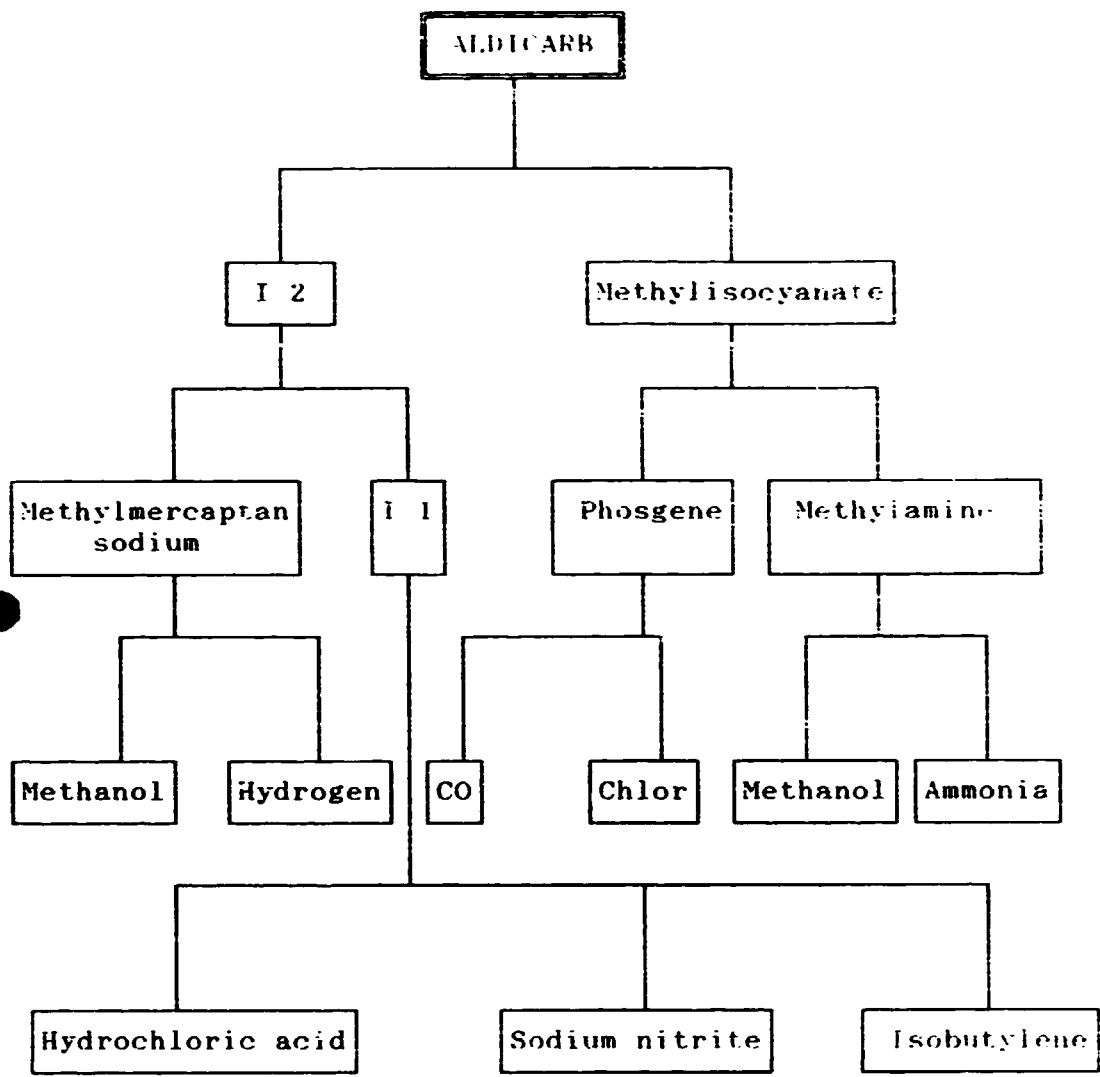 ALDICARB
I 2
Methylisocyanate
Methylmercaptan
sodium
I 1
Phosgene
Methylamine
Methanol
Hydrogen
CO
Chlor
Methanol
Ammonia
Hydrochloric acid
Sodium nitrite
Isobutylene